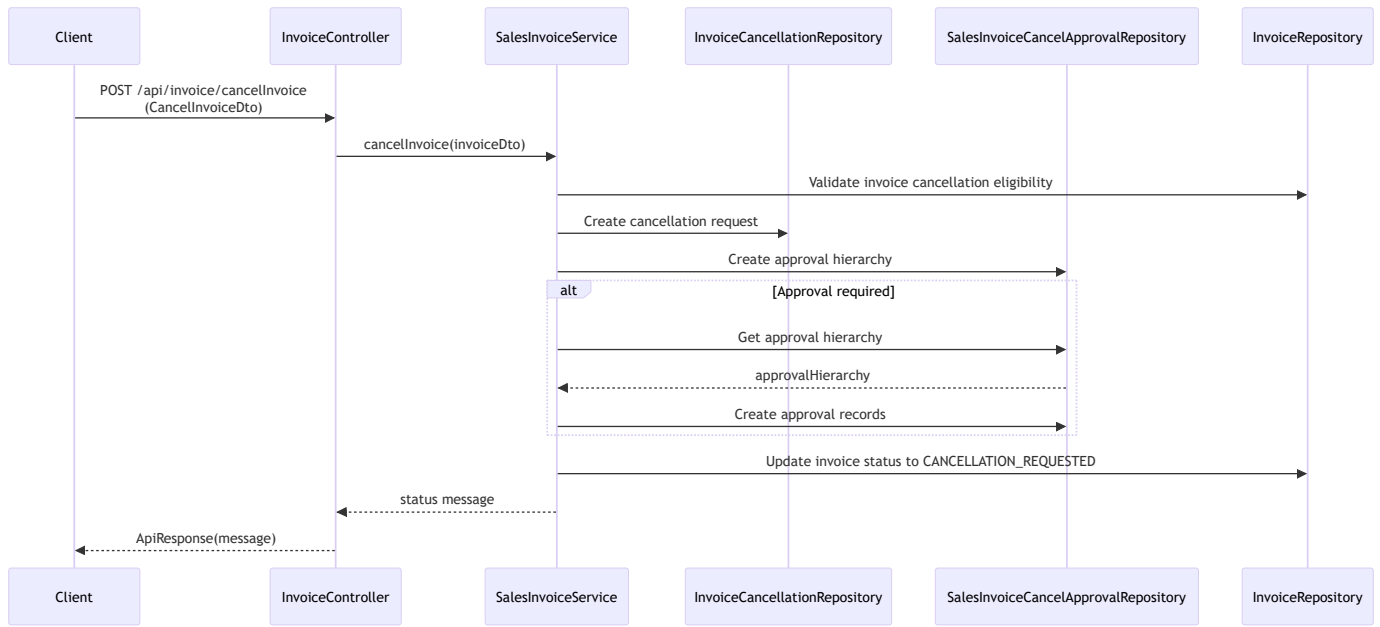 Client
InvoiceController
SalesInvoiceService
InvoiceCancellationRepository
SalesInvoiceCancelApprovalRepository
InvoiceRepository
POST /api/invoice/cancelInvoice
(CancelInvoiceDto)
cancelInvoice(invoiceDto)
Validate invoice cancellation eligibility
Create cancellation request
Create approval hierarchy
alt
[Approval required]
Get approval hierarchy
approvalHierarchy
Create approval records
Update invoice status to CANCELLATION_REQUESTED
status message
ApiResponse(message)
Client
InvoiceController
SalesInvoiceService
InvoiceCancellationRepository
SalesInvoiceCancelApprovalRepository
InvoiceRepository